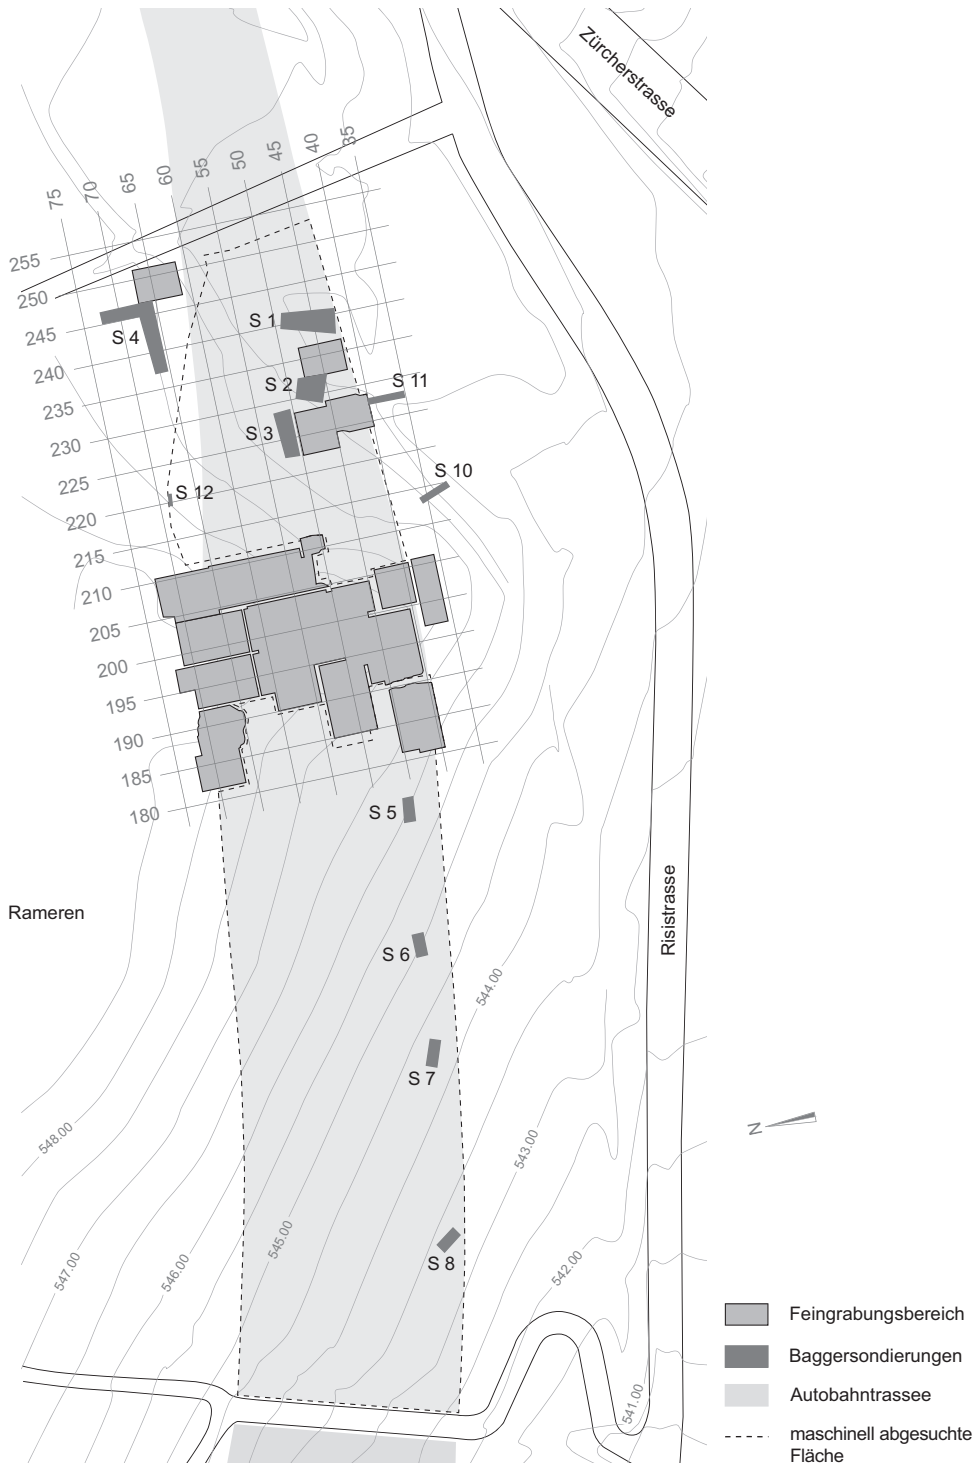 Zürcherstrasse
75
70
65
60
55
50
45
40
35
255
250
245
240
235
230
225
220
215
210
205
200
195
190
185
180
S 1
S 4
S 2
S 11
S 3
S 10
S 12
S 5
Rameren
Risistrasse
S 6
544.00
S 7
548.00
543.00
N
545.00
S 8
547.00
546.00
542.00
541.00
Feingrabungsbereich
Baggersondierungen
Autobahntrassee
maschinell abgesuchte
Fläche